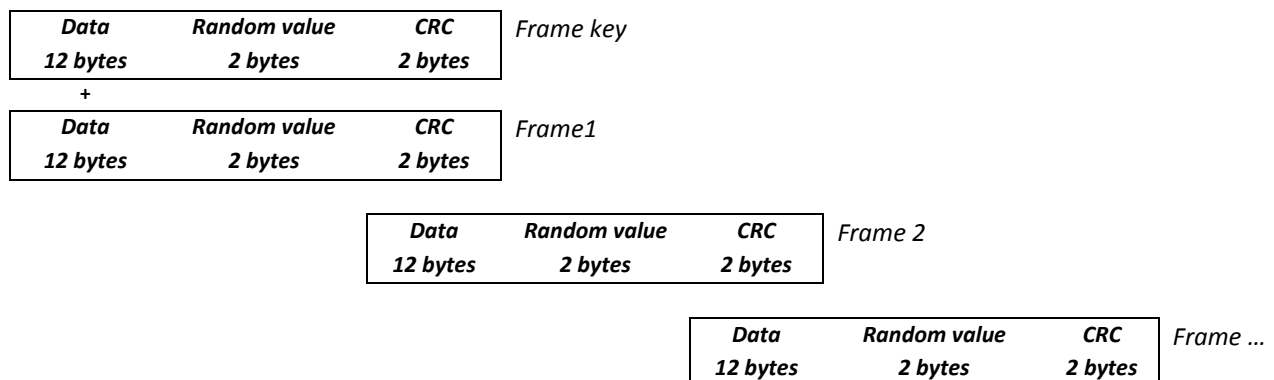 Data Random value CRC Frame key
12 bytes 2 bytes 2 bytes
+
Data Random value CRC Frame1
12 bytes 2 bytes 2 bytes
Data Random value CRC Frame 2
12 bytes 2 bytes 2 bytes
Data Random value CRC Frame ...
12 bytes 2 bytes 2 bytes